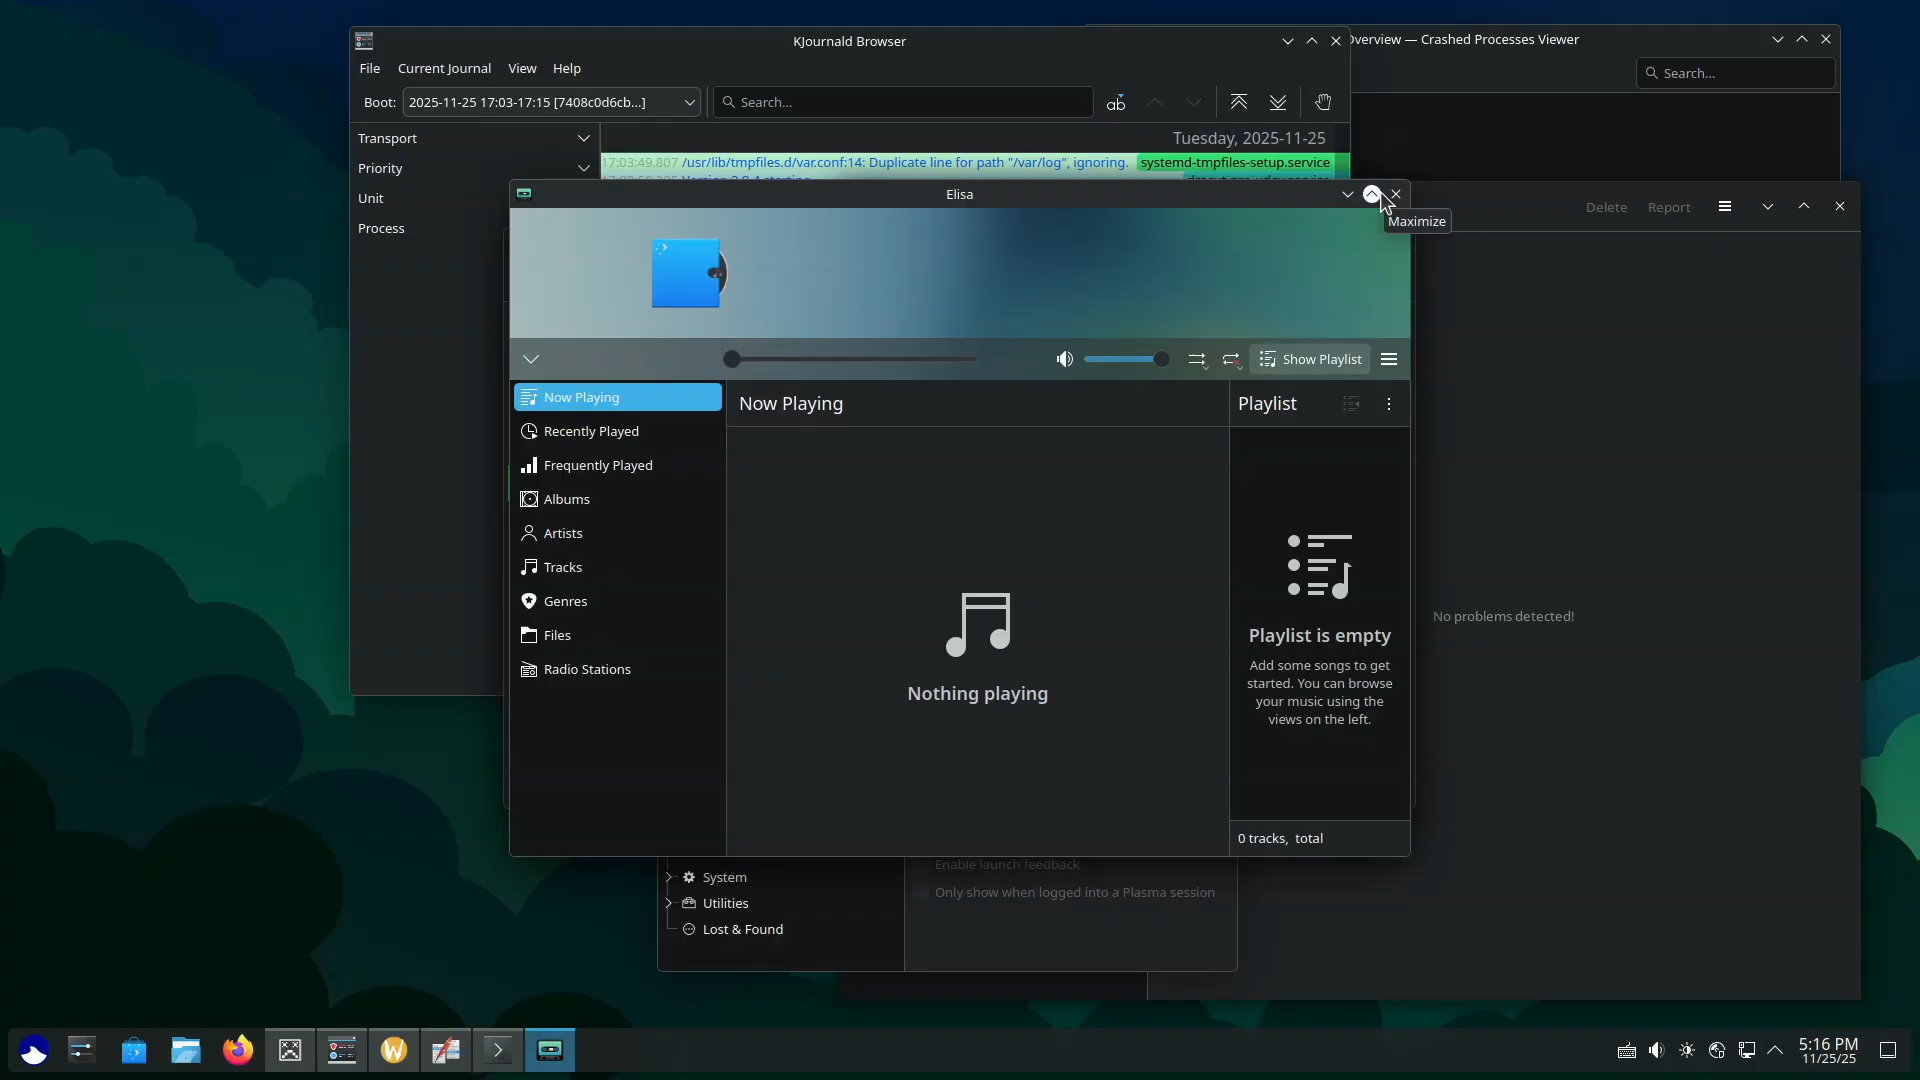 KJournald Browser
File Current Journal View Help
Boot: 2025-11-25 17:03-17:15 [7408c0d6cb...]
Search...
Transport
Priority
Unit
Process
Tuesday, 2025-11-25
17:03:49.807 /usr/lib/tmpfiles.d/var.conf:14: Duplicate line for path "/var/log", ignoring. systemd-tmpfiles-setup.service
Overview — Crashed Processes Viewer
Search...
Delete Report
No problems detected!
Elisa
Maximize
Show Playlist
Now Playing
Recently Played
Frequently Played
Albums
Artists
Tracks
Genres
Files
Radio Stations
Now Playing
Nothing playing
Playlist
Playlist is empty
Add some songs to get
started. You can browse
your music using the
views on the left.
0 tracks, total
System
Utilities
Lost & Found
Enable launch feedback
Only show when logged into a Plasma session
5:16 PM
11/25/25